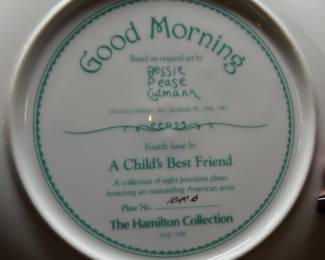 Good Morning
Based on original art by
Bessie
Pease
Gutmann
Fourth Issue in
A Child's Best Friend
A collection of eight porcelain plates
honoring an outstanding American artist
Plate No.
The Hamilton Collection